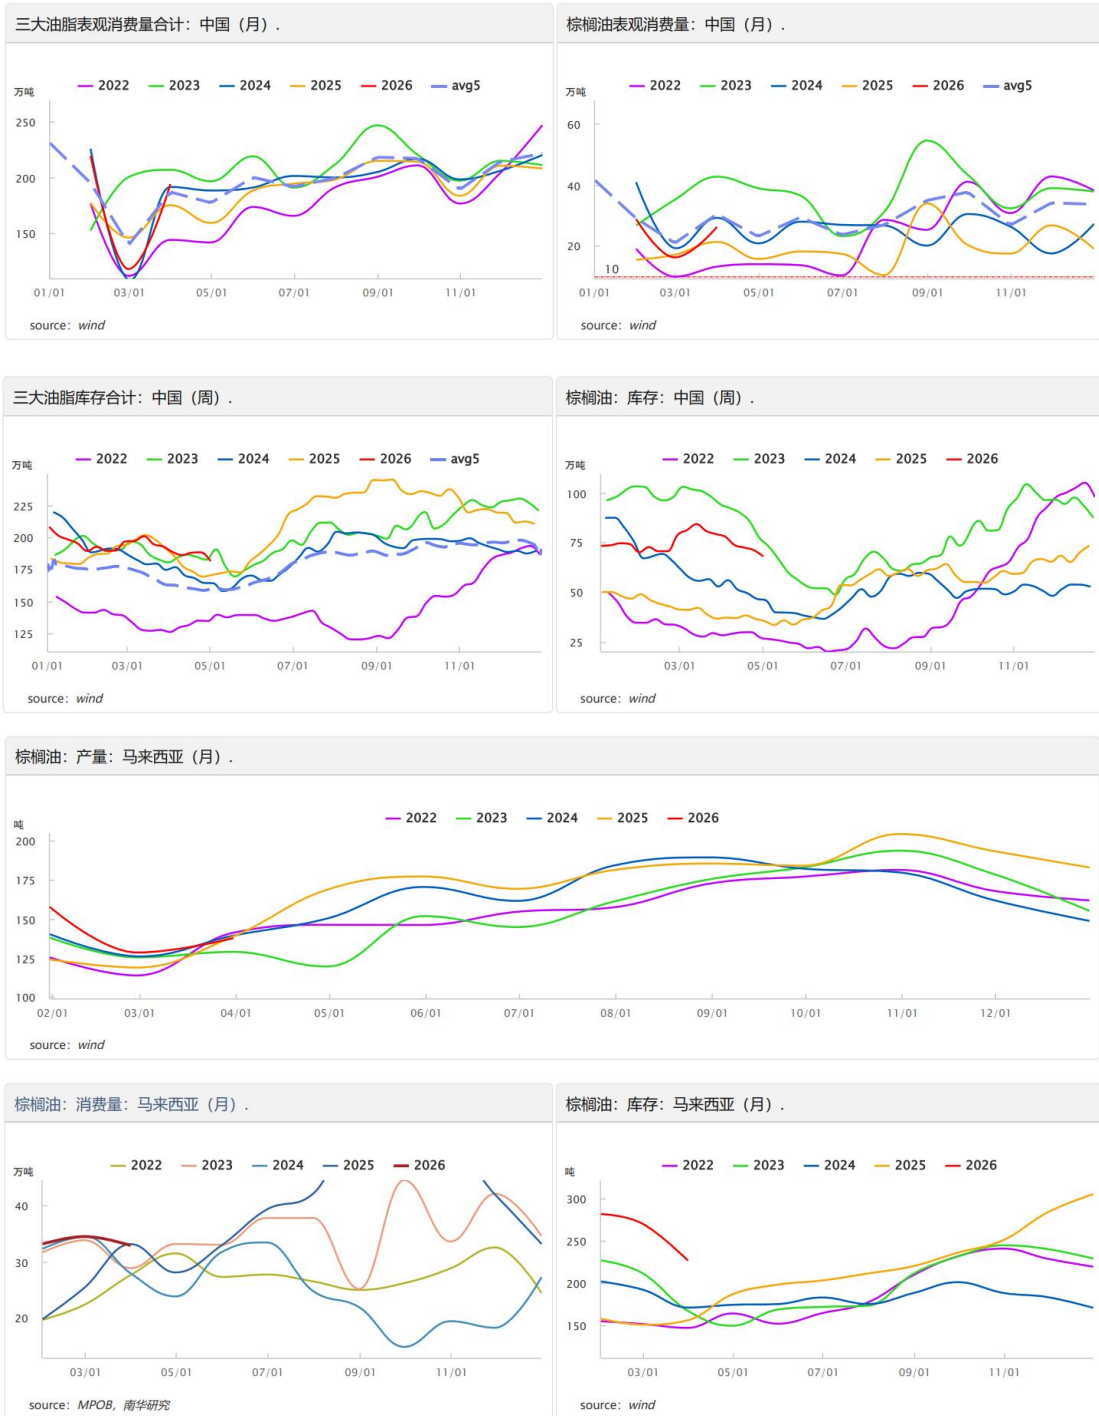 三大油脂表观消费量合计：中国（月）.
万吨
2022 2023 2024 2025 2026 avg5
250
200
150
01/01 03/01 05/01 07/01 09/01 11/01
source: wind
棕榈油表观消费量：中国（月）.
万吨
2022 2023 2024 2025 2026 avg5
60
40
20
10
01/01 03/01 05/01 07/01 09/01 11/01
source: wind
三大油脂库存合计：中国（周）.
万吨
2022 2023 2024 2025 2026 avg5
225
200
175
150
125
01/01 03/01 05/01 07/01 09/01 11/01
source: wind
棕榈油：库存：中国（周）.
万吨
2022 2023 2024 2025 2026
100
75
50
25
03/01 05/01 07/01 09/01 11/01
source: wind
棕榈油：产量：马来西亚（月）.
吨
2022 2023 2024 2025 2026
200
175
150
125
100
02/01 03/01 04/01 05/01 06/01 07/01 08/01 09/01 10/01 11/01 12/01
source: wind
棕榈油：消费量：马来西亚（月）.
万吨
2022 2023 2024 2025 2026
40
30
20
03/01 05/01 07/01 09/01 11/01
source: MPOB, 南华研究
棕榈油：库存：马来西亚（月）.
吨
2022 2023 2024 2025 2026
300
250
200
150
03/01 05/01 07/01 09/01 11/01
source: wind